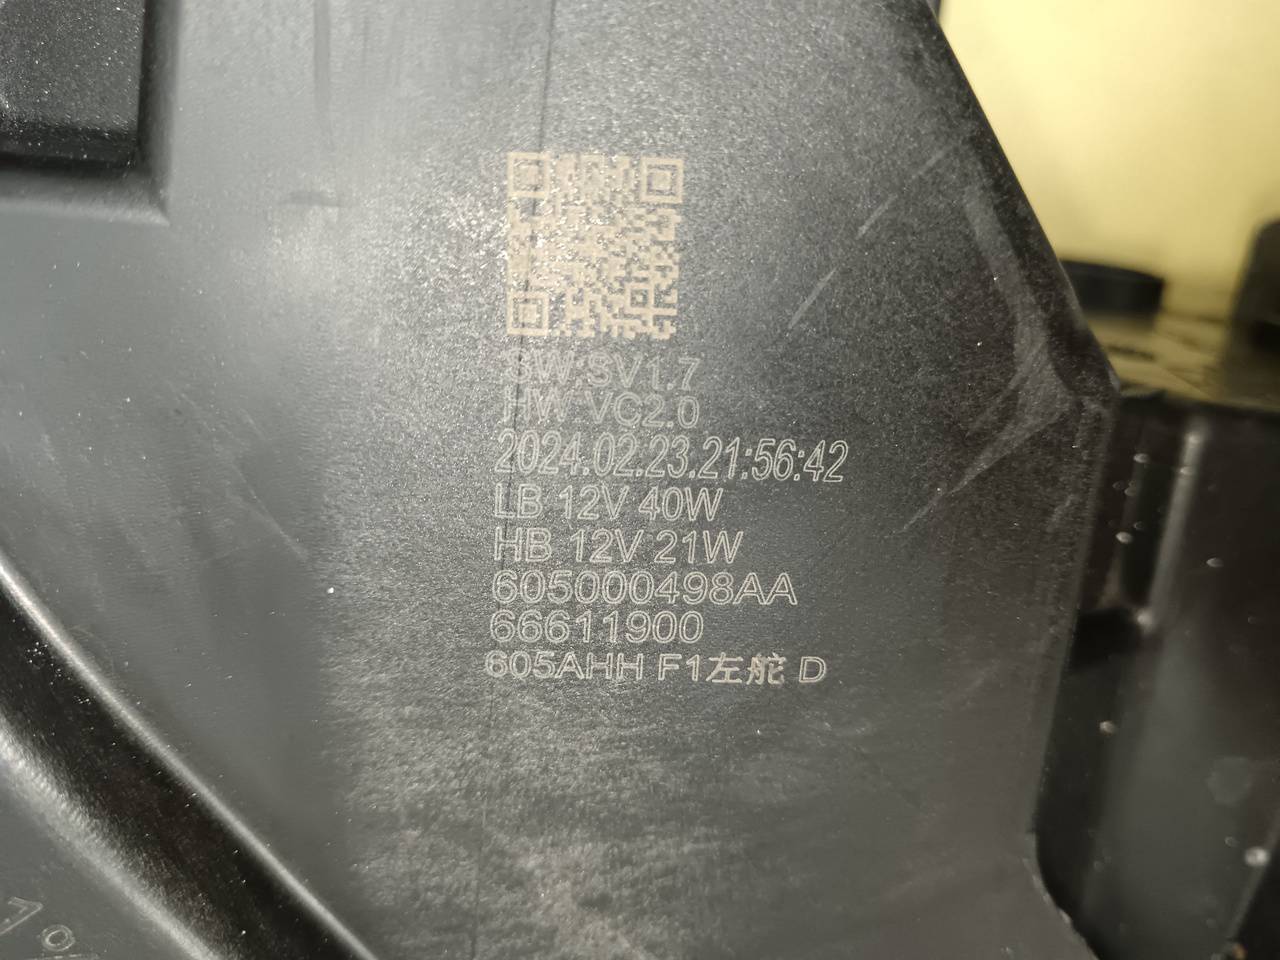 SW:SV1.7
HW:VC2.0
2024.02.23.21:56:42
LB 12V 40W
HB 12V 21W
605000498AA
66611900
605AHH F1左舵 D